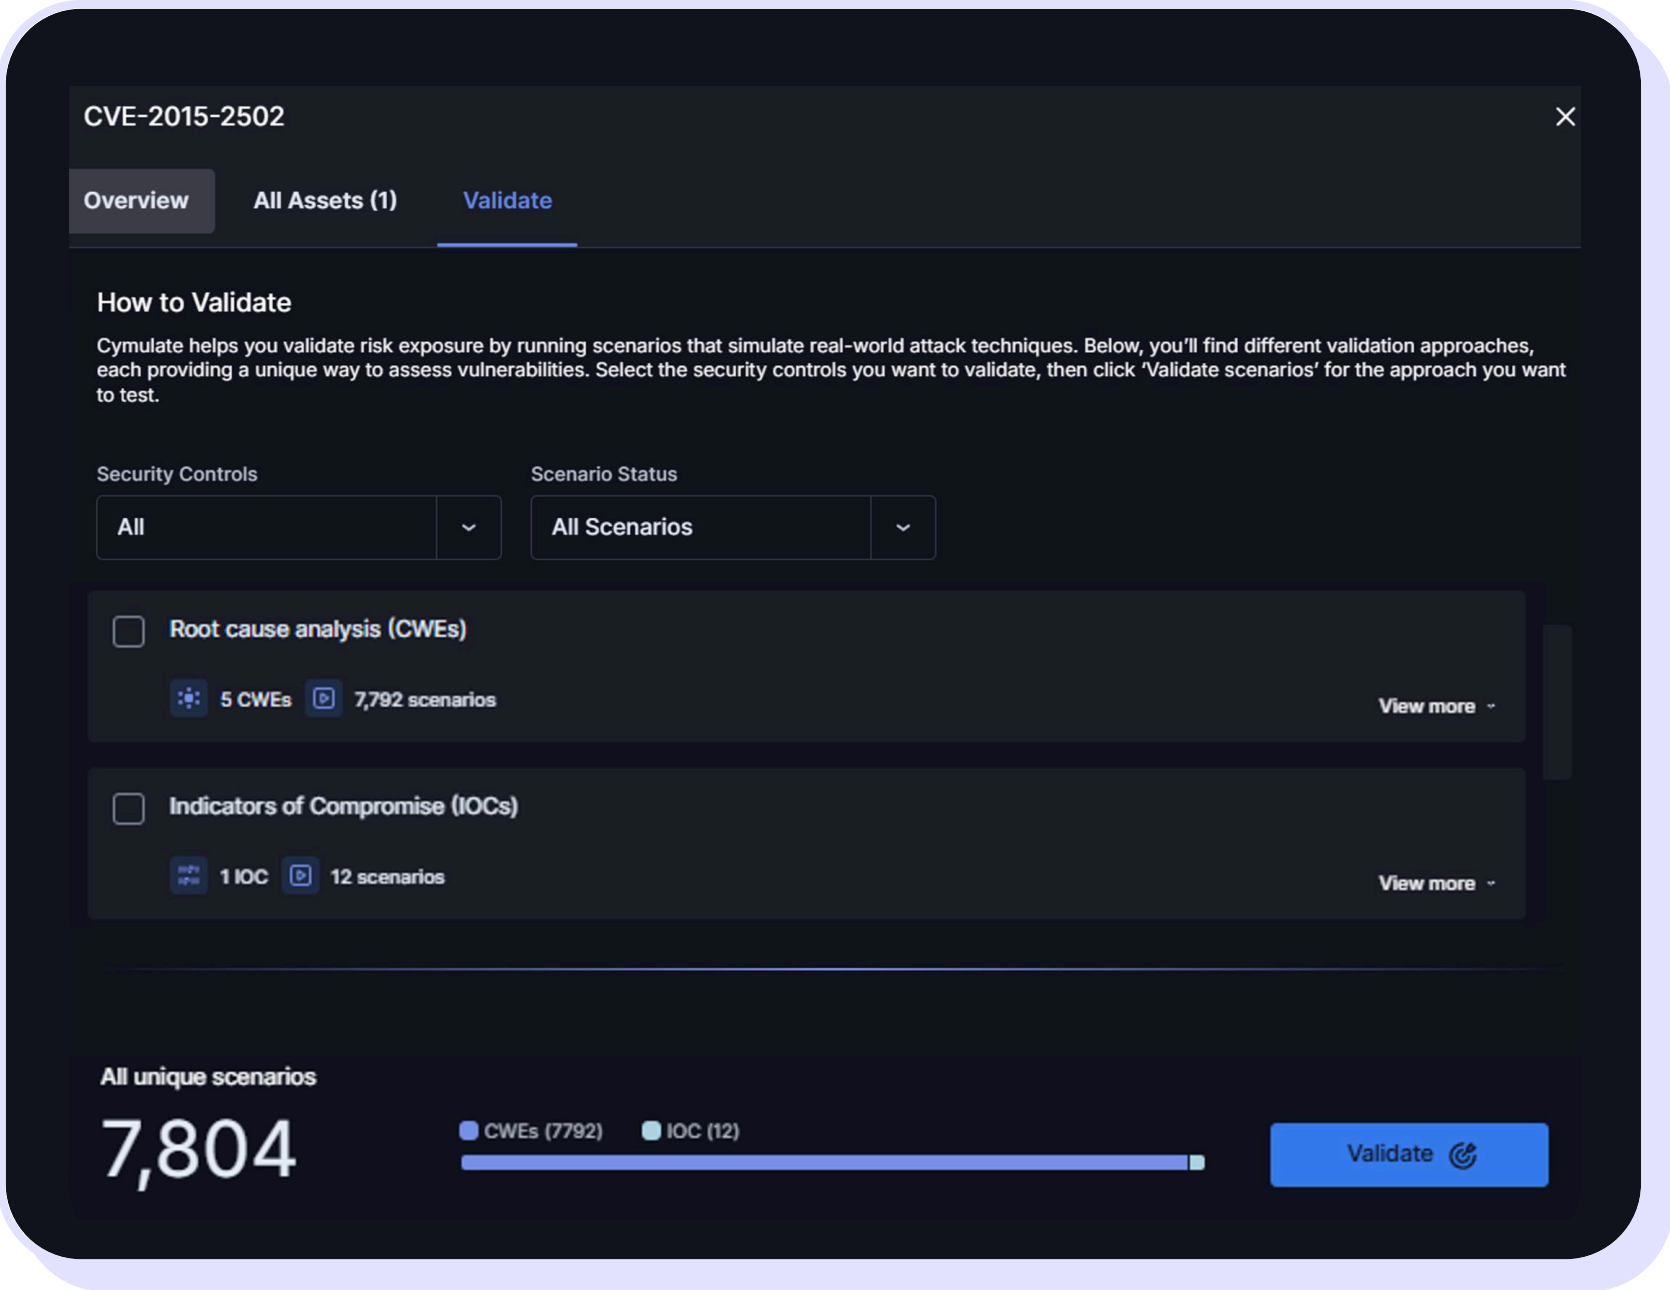 CVE-2015-2502
Overview
All Assets (1)
Validate
How to Validate
Cymulate helps you validate risk exposure by running scenarios that simulate real-world attack techniques. Below, you’ll find different validation approaches,
each providing a unique way to assess vulnerabilities. Select the security controls you want to validate, then click ‘Validate scenarios’ for the approach you want
to test.
Security Controls
Scenario Status
All
All Scenarios
Root cause analysis (CWEs)
5 CWEs
7,792 scenarios
View more
Indicators of Compromise (IOCs)
1 IOC
12 scenarios
View more
All unique scenarios
7,804
CWEs (7792)
IOC (12)
Validate